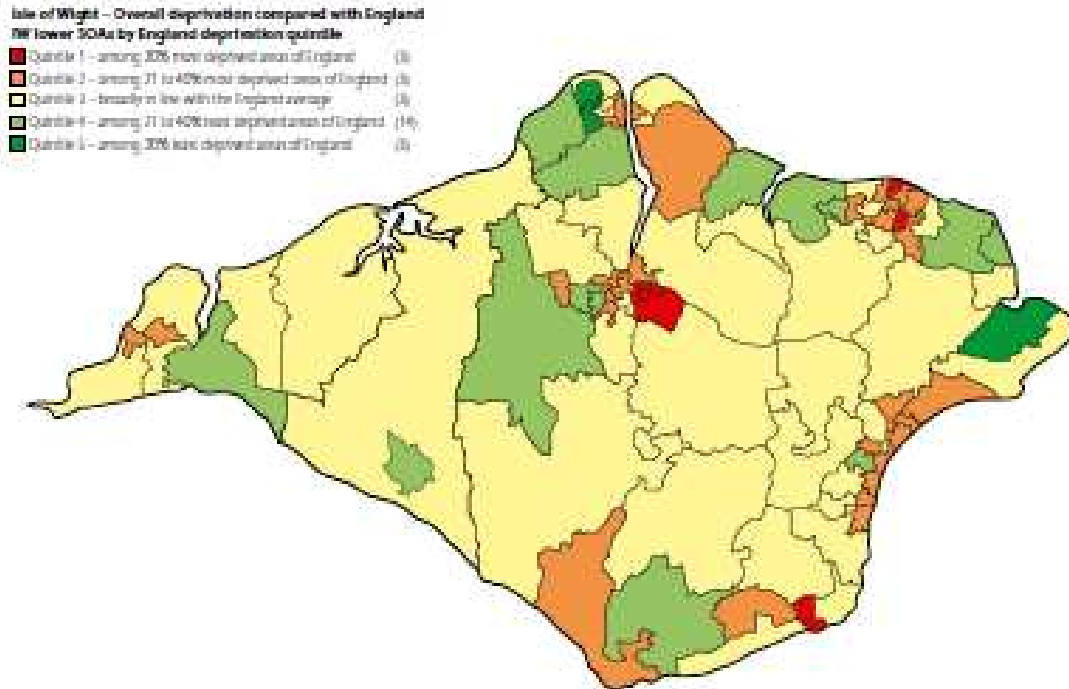 Isle of Wight – Overall deprivation compared with England
IW lower SOAs by England deprivation quintile
Quintile 1 – among 20% most deprived areas of England
Quintile 2 – among 21 to 40% most deprived areas of England
Quintile 3 – broadly in line with the England average
Quintile 4 – among 21 to 40% least deprived areas of England (14)
Quintile 5 – among 20% least deprived areas of England